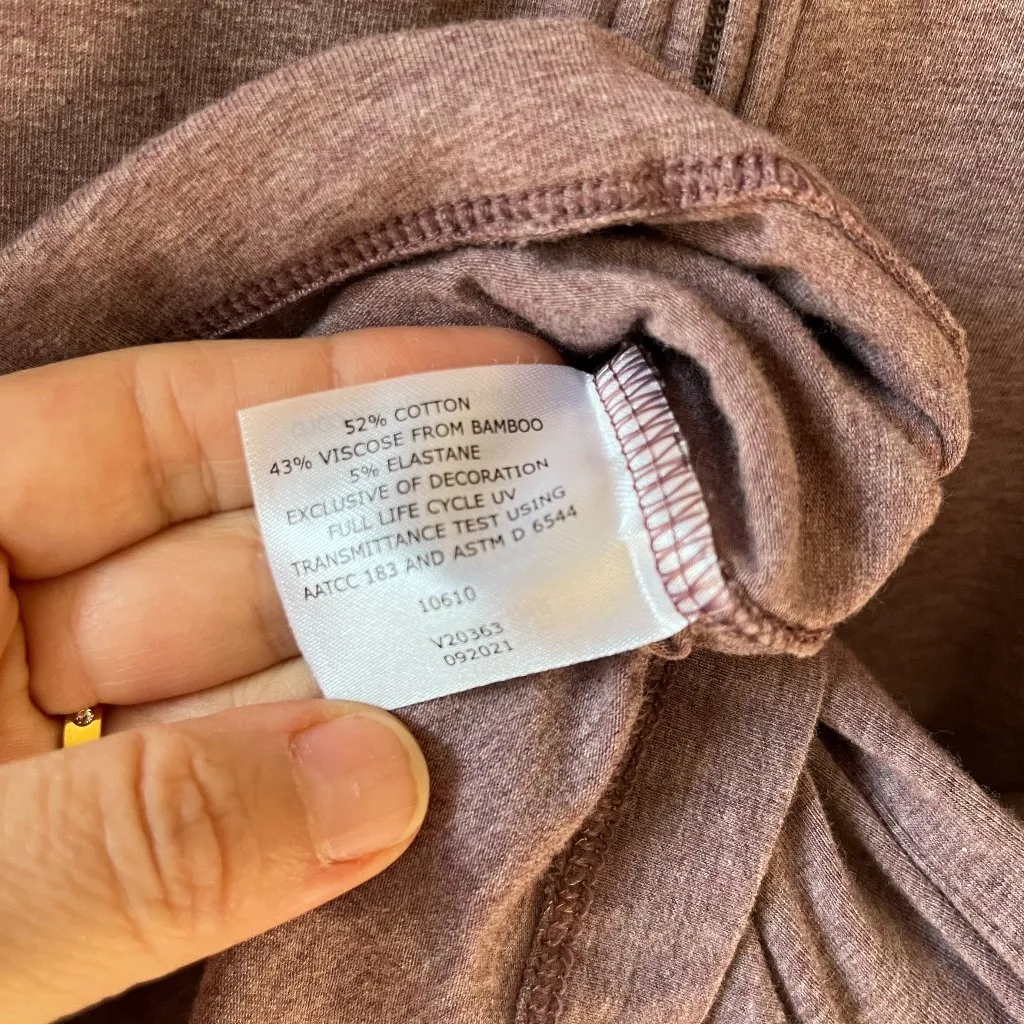 52% COTTON
43% VISCOSE FROM BAMBOO
5% ELASTANE
EXCLUSIVE OF DECORATION
FULL LIFE CYCLE UV
TRANSMITTANCE TEST USING
AATCC 183 AND ASTM D 6544
10610
V20363
092021